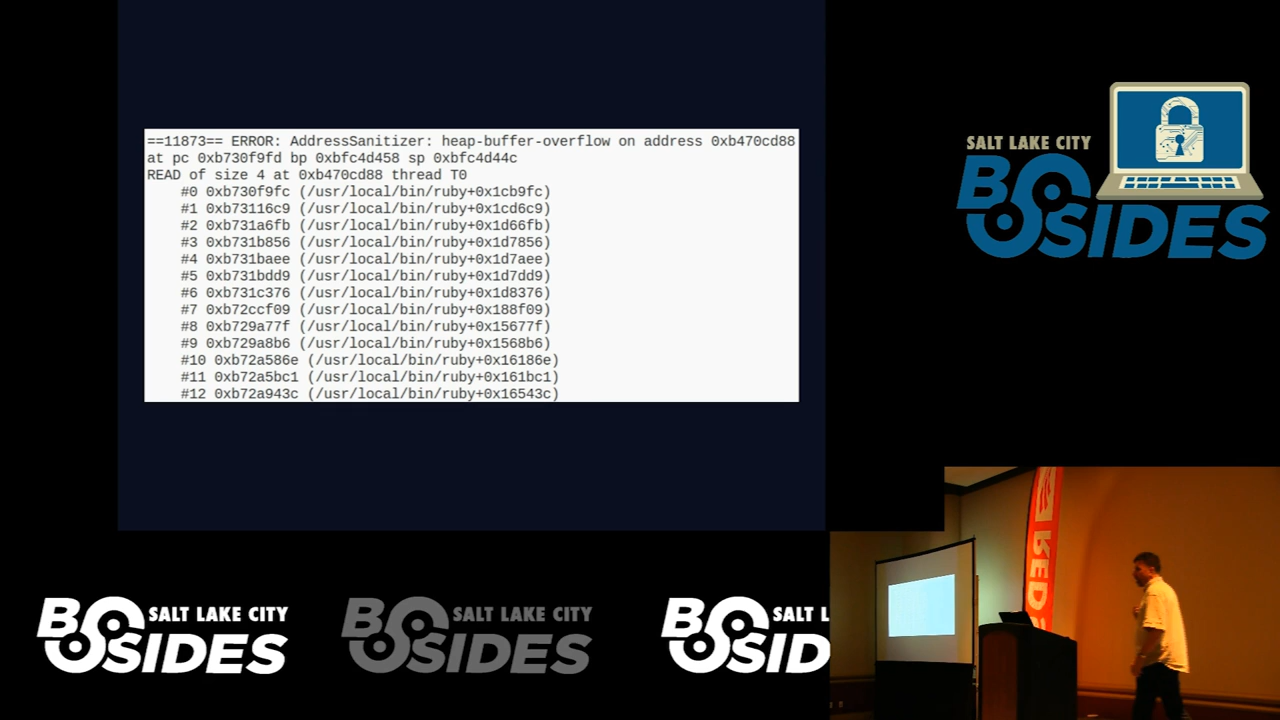 ==11873== ERROR: AddressSanitizer: heap-buffer-overflow on address 0xb470cd88
at pc 0xb730f9fd bp 0xbfc4d458 sp 0xbfc4d44c
READ of size 4 at 0xb470cd88 thread T0
#0 0xb730f9fc (/usr/local/bin/ruby+0x1cb9fc)
#1 0xb73116c9 (/usr/local/bin/ruby+0x1cd6c9)
#2 0xb731a6fb (/usr/local/bin/ruby+0x1d66fb)
#3 0xb731b856 (/usr/local/bin/ruby+0x1d7856)
#4 0xb731baee (/usr/local/bin/ruby+0x1d7aee)
#5 0xb731bdd9 (/usr/local/bin/ruby+0x1d7dd9)
#6 0xb731c376 (/usr/local/bin/ruby+0x1d8376)
#7 0xb72ccf09 (/usr/local/bin/ruby+0x188f09)
#8 0xb729a77f (/usr/local/bin/ruby+0x15677f)
#9 0xb729a8b6 (/usr/local/bin/ruby+0x1568b6)
#10 0xb72a586e (/usr/local/bin/ruby+0x16186e)
#11 0xb72a5bc1 (/usr/local/bin/ruby+0x161bc1)
#12 0xb72a943c (/usr/local/bin/ruby+0x16543c)
SALT LAKE CITY
BSIDES
RED
BSIDES SALT LAKE CITY
BSIDES SALT LAKE CITY
BSID SALT L